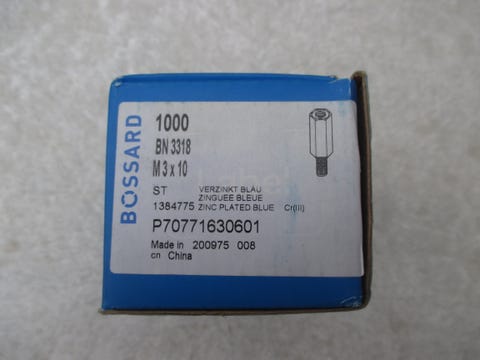 BOSSARD
1000
BN 3318
M 3 x 10
ST VERZINKT BLAU
ZINGUEE BLEUE
1384775 ZINC PLATED BLUE Cr(III)
P70771630601
Made in 200975 008
cn China